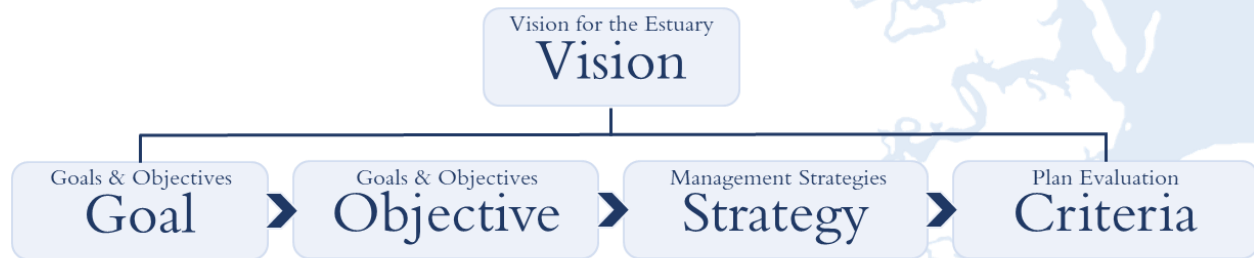 Vision for the Estuary
Vision
Goals & Objectives
Goal
Goals & Objectives
Objective
Management Strategies
Strategy
Plan Evaluation
Criteria